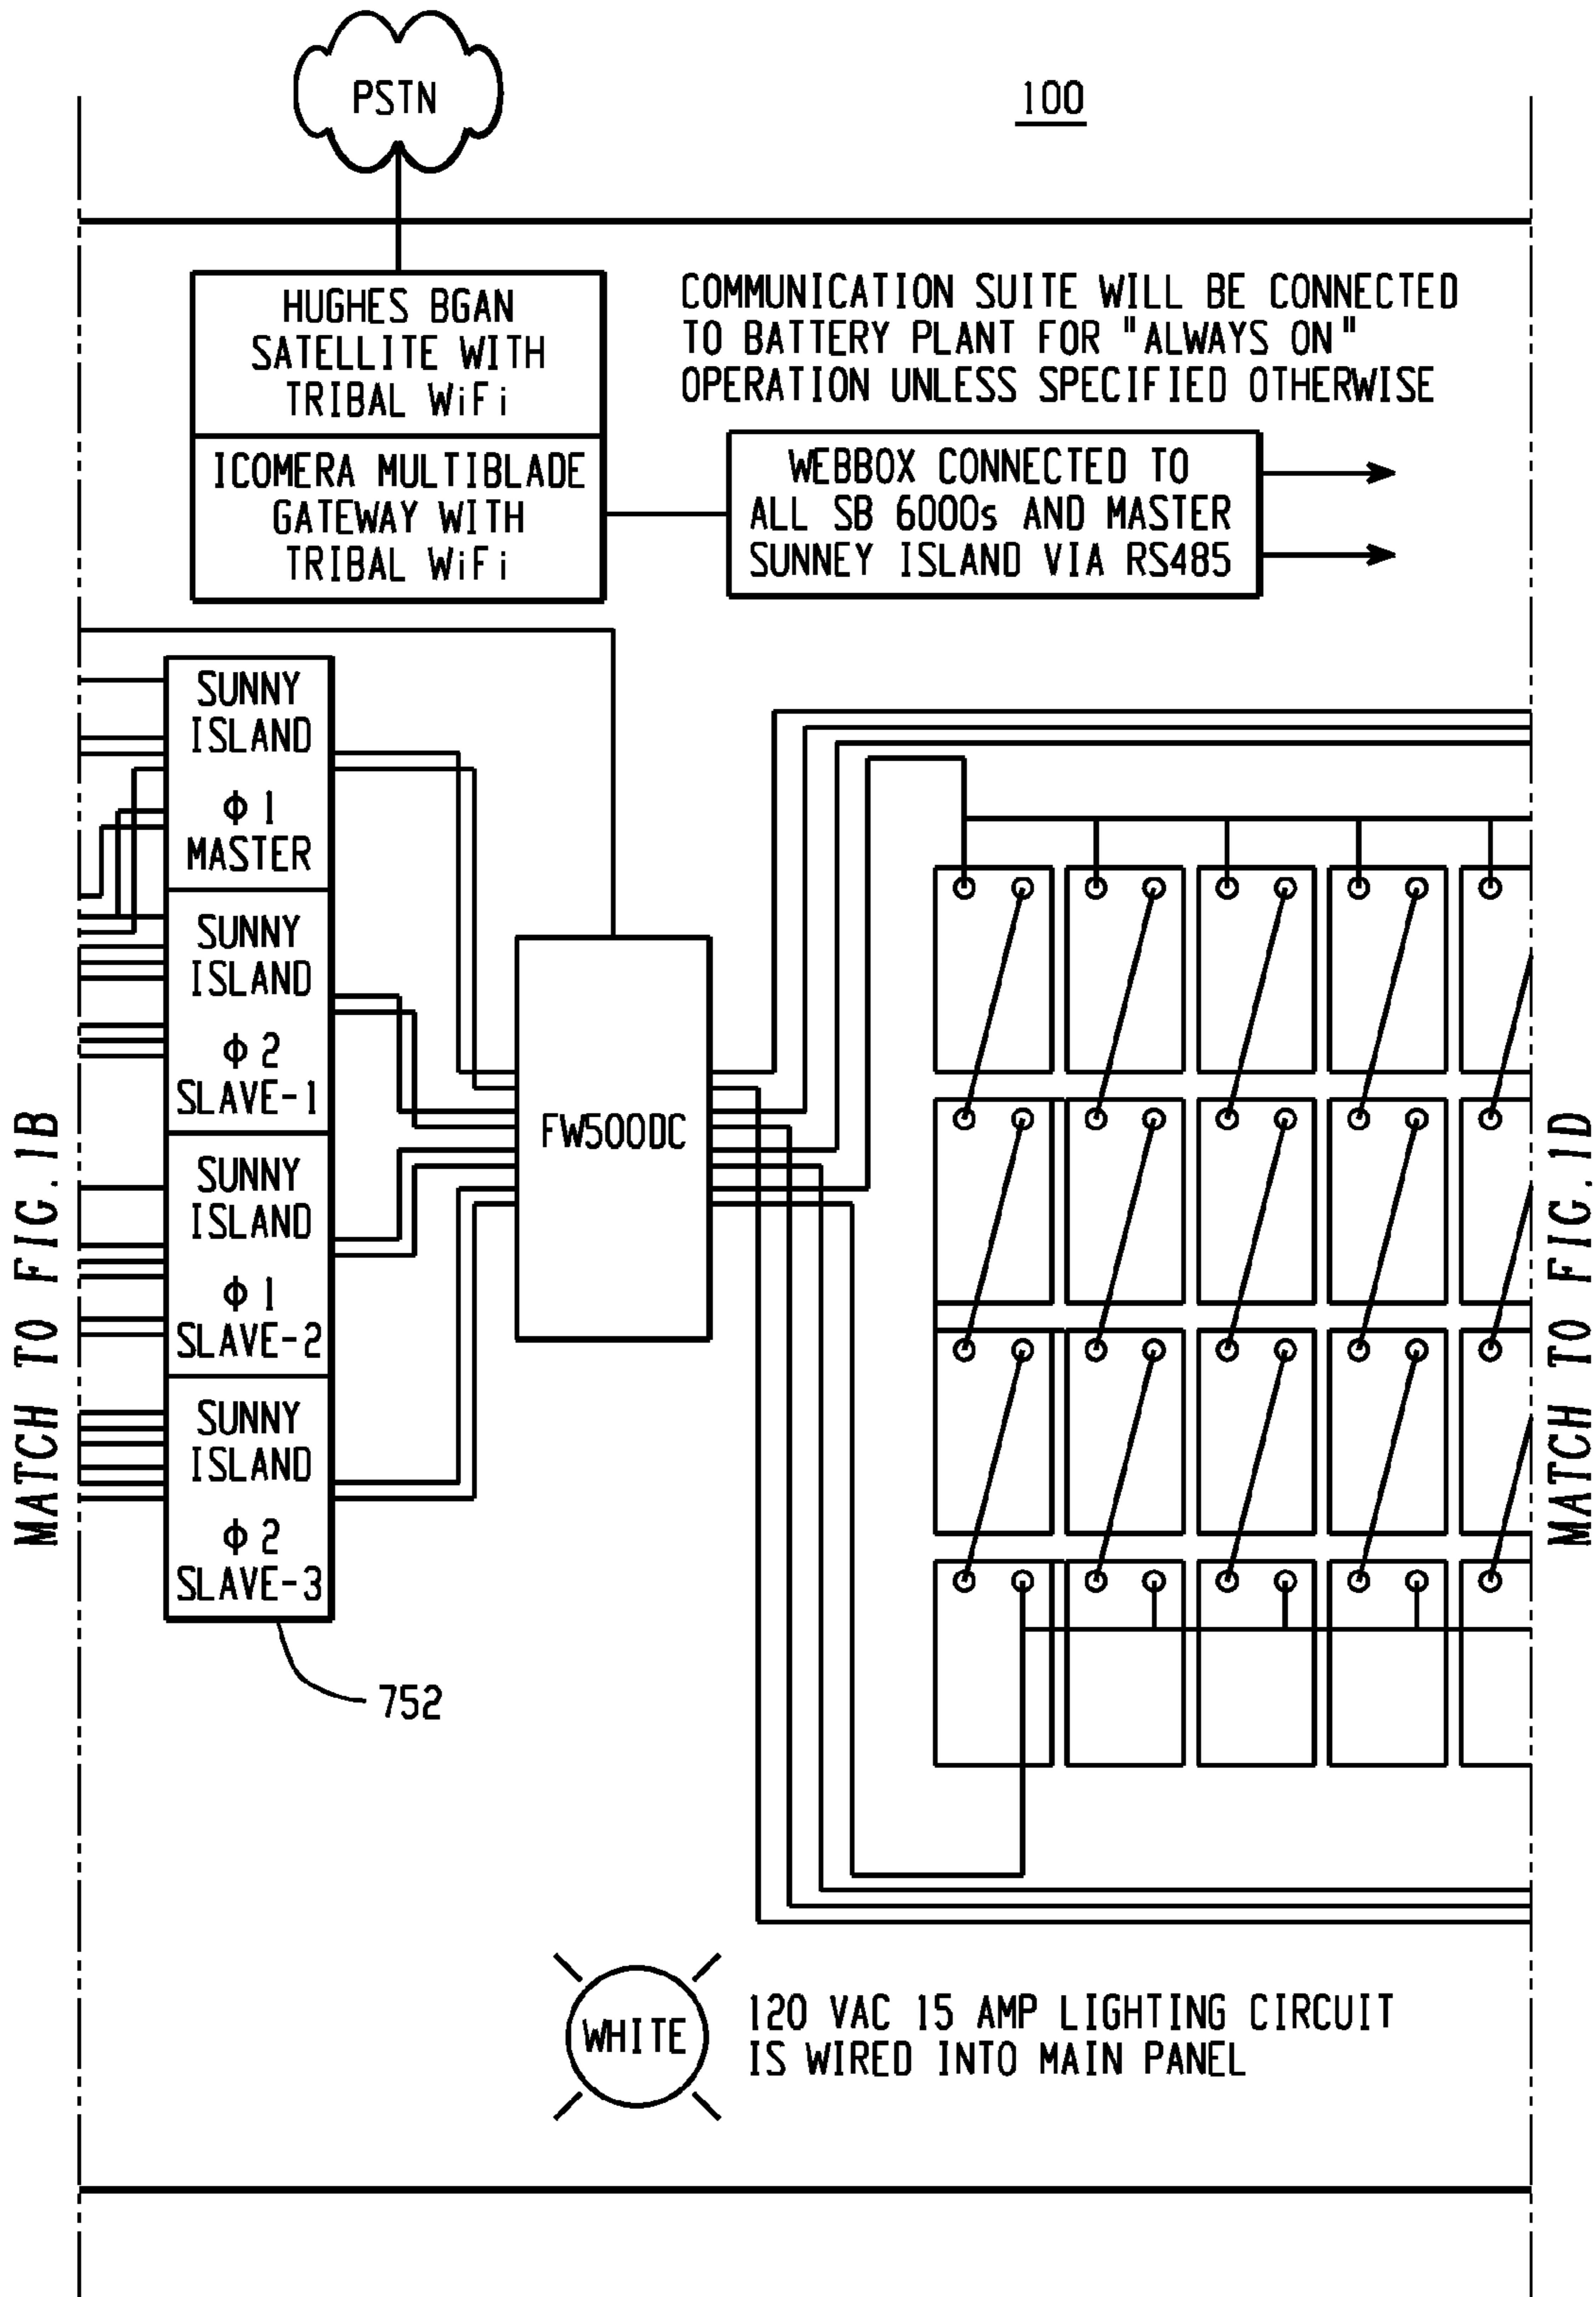 PSTN
100
HUGHES BGAN
SATELLITE WITH
TRIBAL WiFi
COMMUNICATION SUITE WILL BE CONNECTED
TO BATTERY PLANT FOR "ALWAYS ON"
OPERATION UNLESS SPECIFIED OTHERWISE
ICOMERA MULTIBLADE
GATEWAY WITH
TRIBAL WiFi
WEBBOX CONNECTED TO
ALL SB 6000s AND MASTER
SUNNEY ISLAND VIA RS485
SUNNY
ISLAND
Φ 1
MASTER
SUNNY
ISLAND
Φ 2
SLAVE-1
SUNNY
ISLAND
Φ 1
SLAVE-2
SUNNY
ISLAND
Φ 2
SLAVE-3
752
FW500DC
MATCH TO FIG.1B
MATCH TO FIG.1D
WHITE
120 VAC 15 AMP LIGHTING CIRCUIT
IS WIRED INTO MAIN PANEL